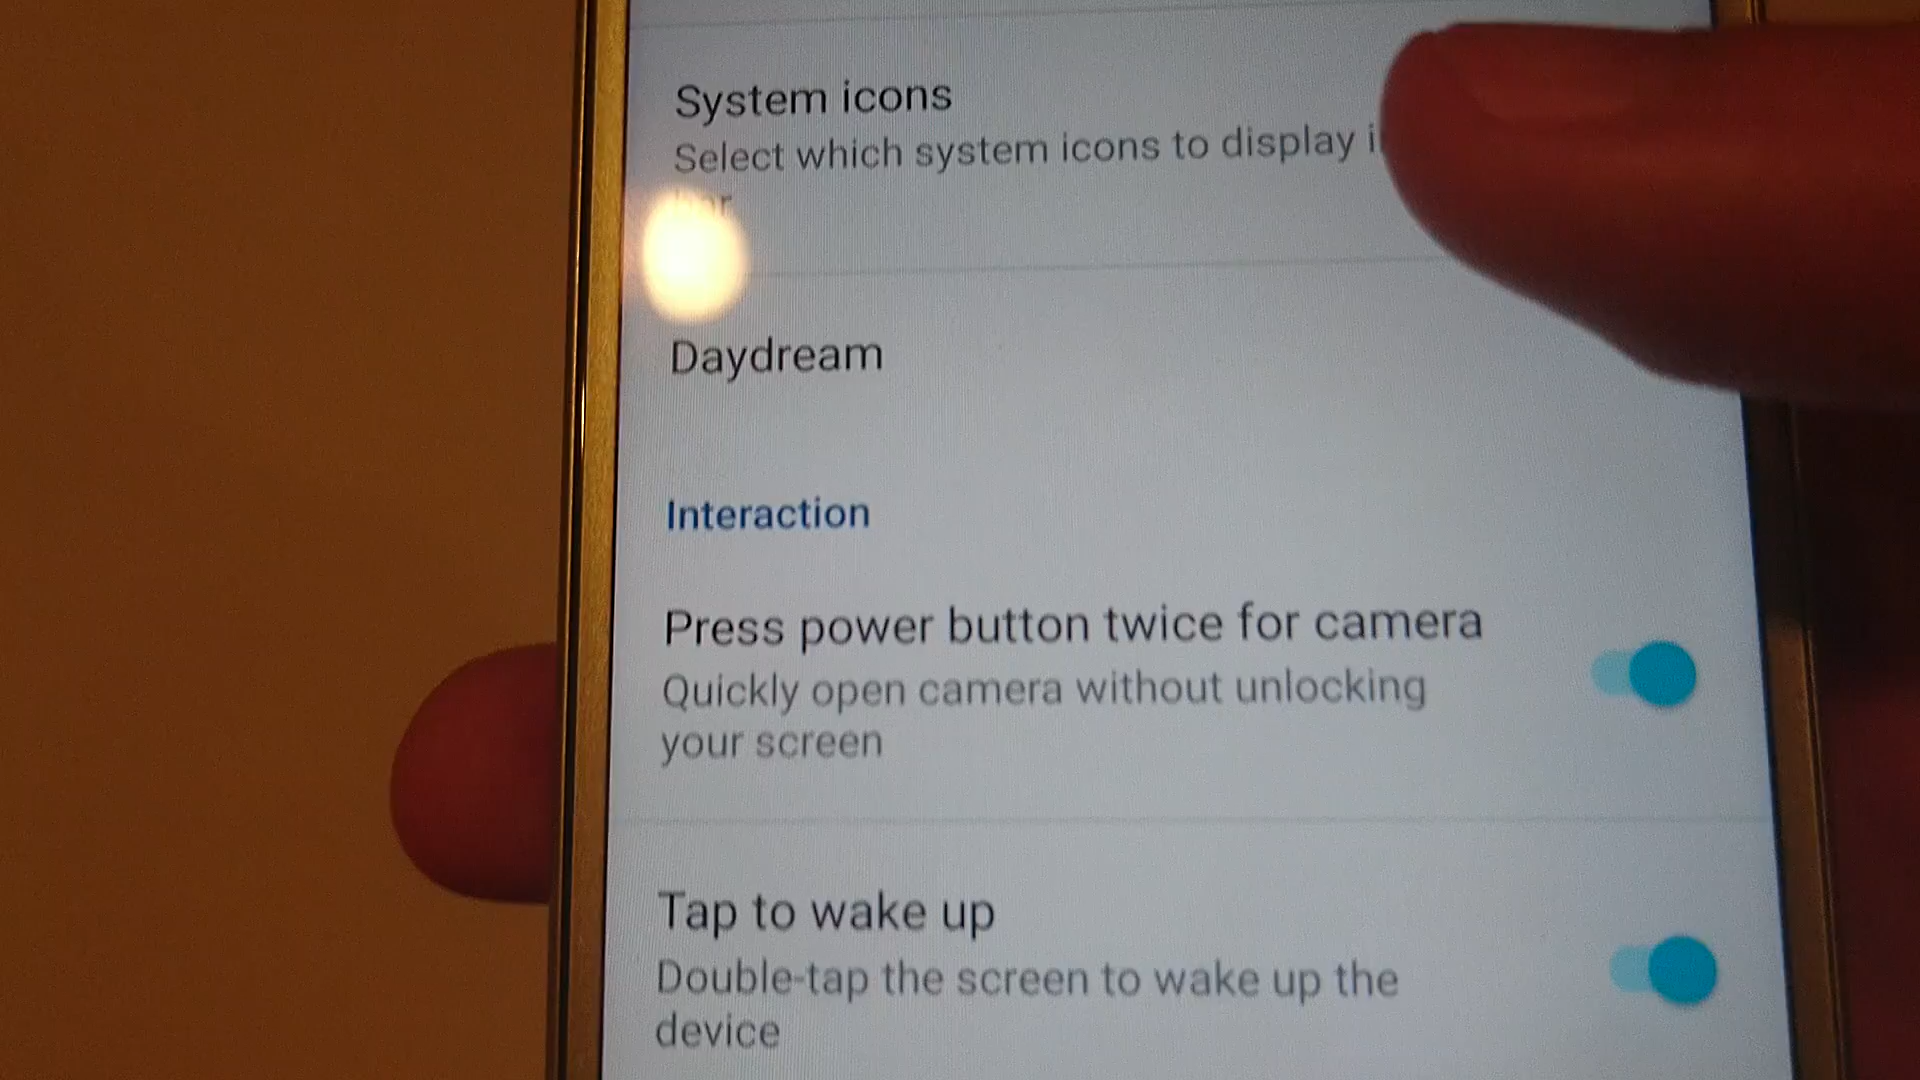 System icons
Select which system icons to display
Daydream
Interaction
Press power button twice for camera
Quickly open camera without unlocking
your screen
Tap to wake up
Double-tap the screen to wake up the
device